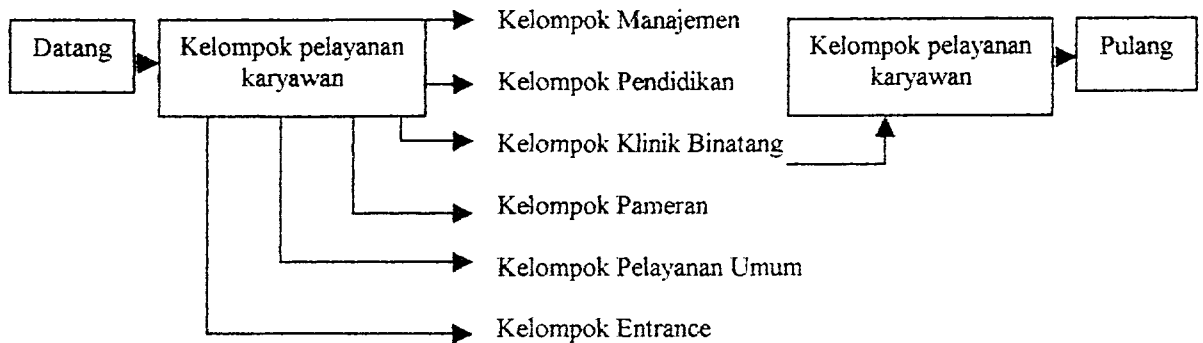 Datang
Kelompok pelayanan
karyawan
Kelompok Manajemen
Kelompok Pendidikan
Kelompok Klinik Binatang
Kelompok Pameran
Kelompok Pelayanan Umum
Kelompok Entrance
Kelompok pelayanan
karyawan
Pulang